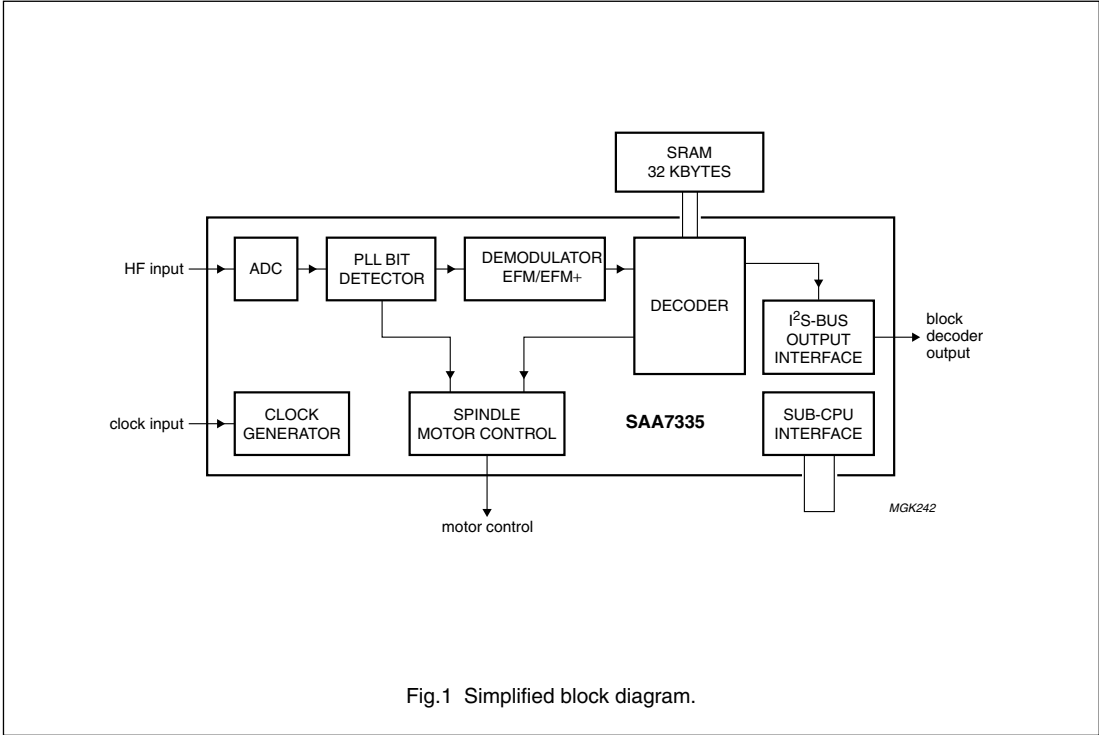 SRAM
32 KBYTES
HF input
ADC
PLL BIT
DETECTOR
DEMODULATOR
EFM/EFM+
DECODER
I²S-BUS
OUTPUT
INTERFACE
block
decoder
output
clock input
CLOCK
GENERATOR
SPINDLE
MOTOR CONTROL
SAA7335
SUB-CPU
INTERFACE
motor control
MGK242
Fig.1 Simplified block diagram.